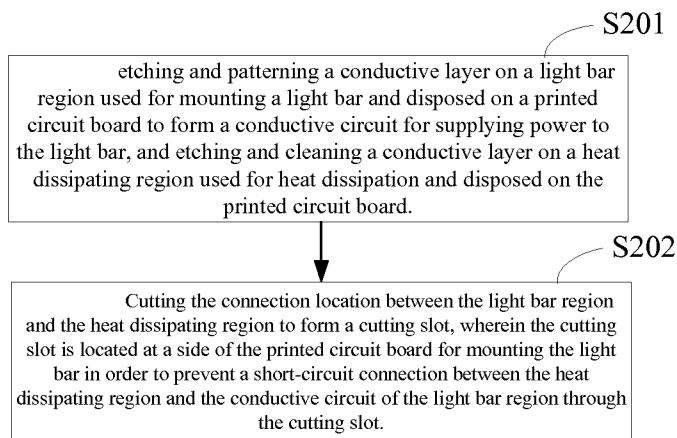 S201
etching and patterning a conductive layer on a light bar
region used for mounting a light bar and disposed on a printed
circuit board to form a conductive circuit for supplying power to
the light bar, and etching and cleaning a conductive layer on a heat
dissipating region used for heat dissipation and disposed on the
printed circuit board.
S202
Cutting the connection location between the light bar region
and the heat dissipating region to form a cutting slot, wherein the cutting
slot is located at a side of the printed circuit board for mounting the light
bar in order to prevent a short-circuit connection between the heat
dissipating region and the conductive circuit of the light bar region through
the cutting slot.